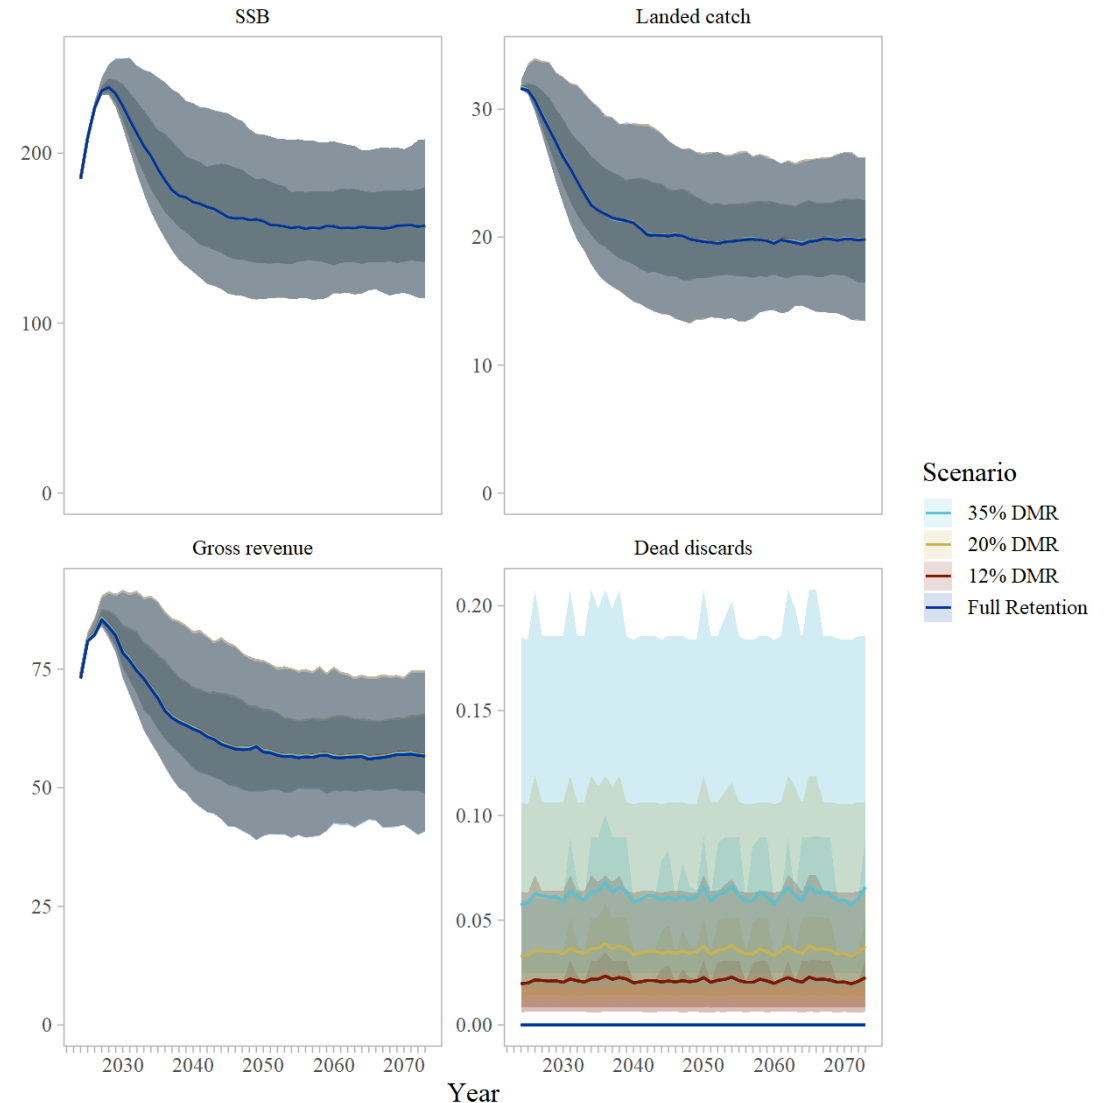 SSB
Landed catch
200
100
0
30
20
10
0
Gross revenue
Dead discards
75
50
25
0
0.20
0.15
0.10
0.05
0.00
2030 2040 2050 2060 2070
2030 2040 2050 2060 2070
Year
Scenario
35% DMR
20% DMR
12% DMR
Full Retention